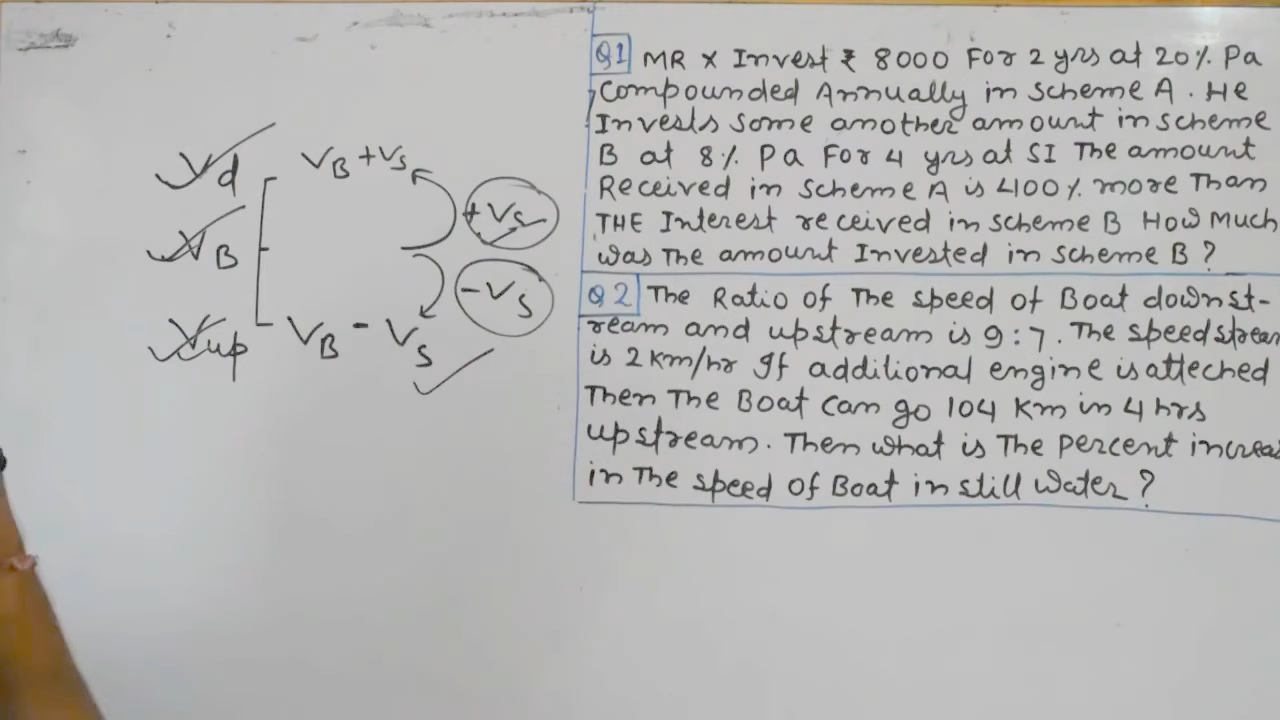 Vd
VB + Vs
+Vs
VB
-Vs
Vup
VB - Vs
Q1 MR X Invest ₹ 8000 For 2 yrs at 20% Pa
Compounded Annually in scheme A. He
Invests some another amount in scheme
B at 8% Pa For 4 yrs at SI The amount
Received in scheme A is 400% more Than
THE Interest received in scheme B How Much
was The amount Invested in scheme B ?
Q2 The Ratio of The speed of Boat downst-
ream and upstream is 9:7. The speed strea
is 2 km/hr If additional engine is atteched
Then The Boat can go 104 Km in 4 hrs
upstream. Then what is The percent increa
in The speed of Boat in still water ?